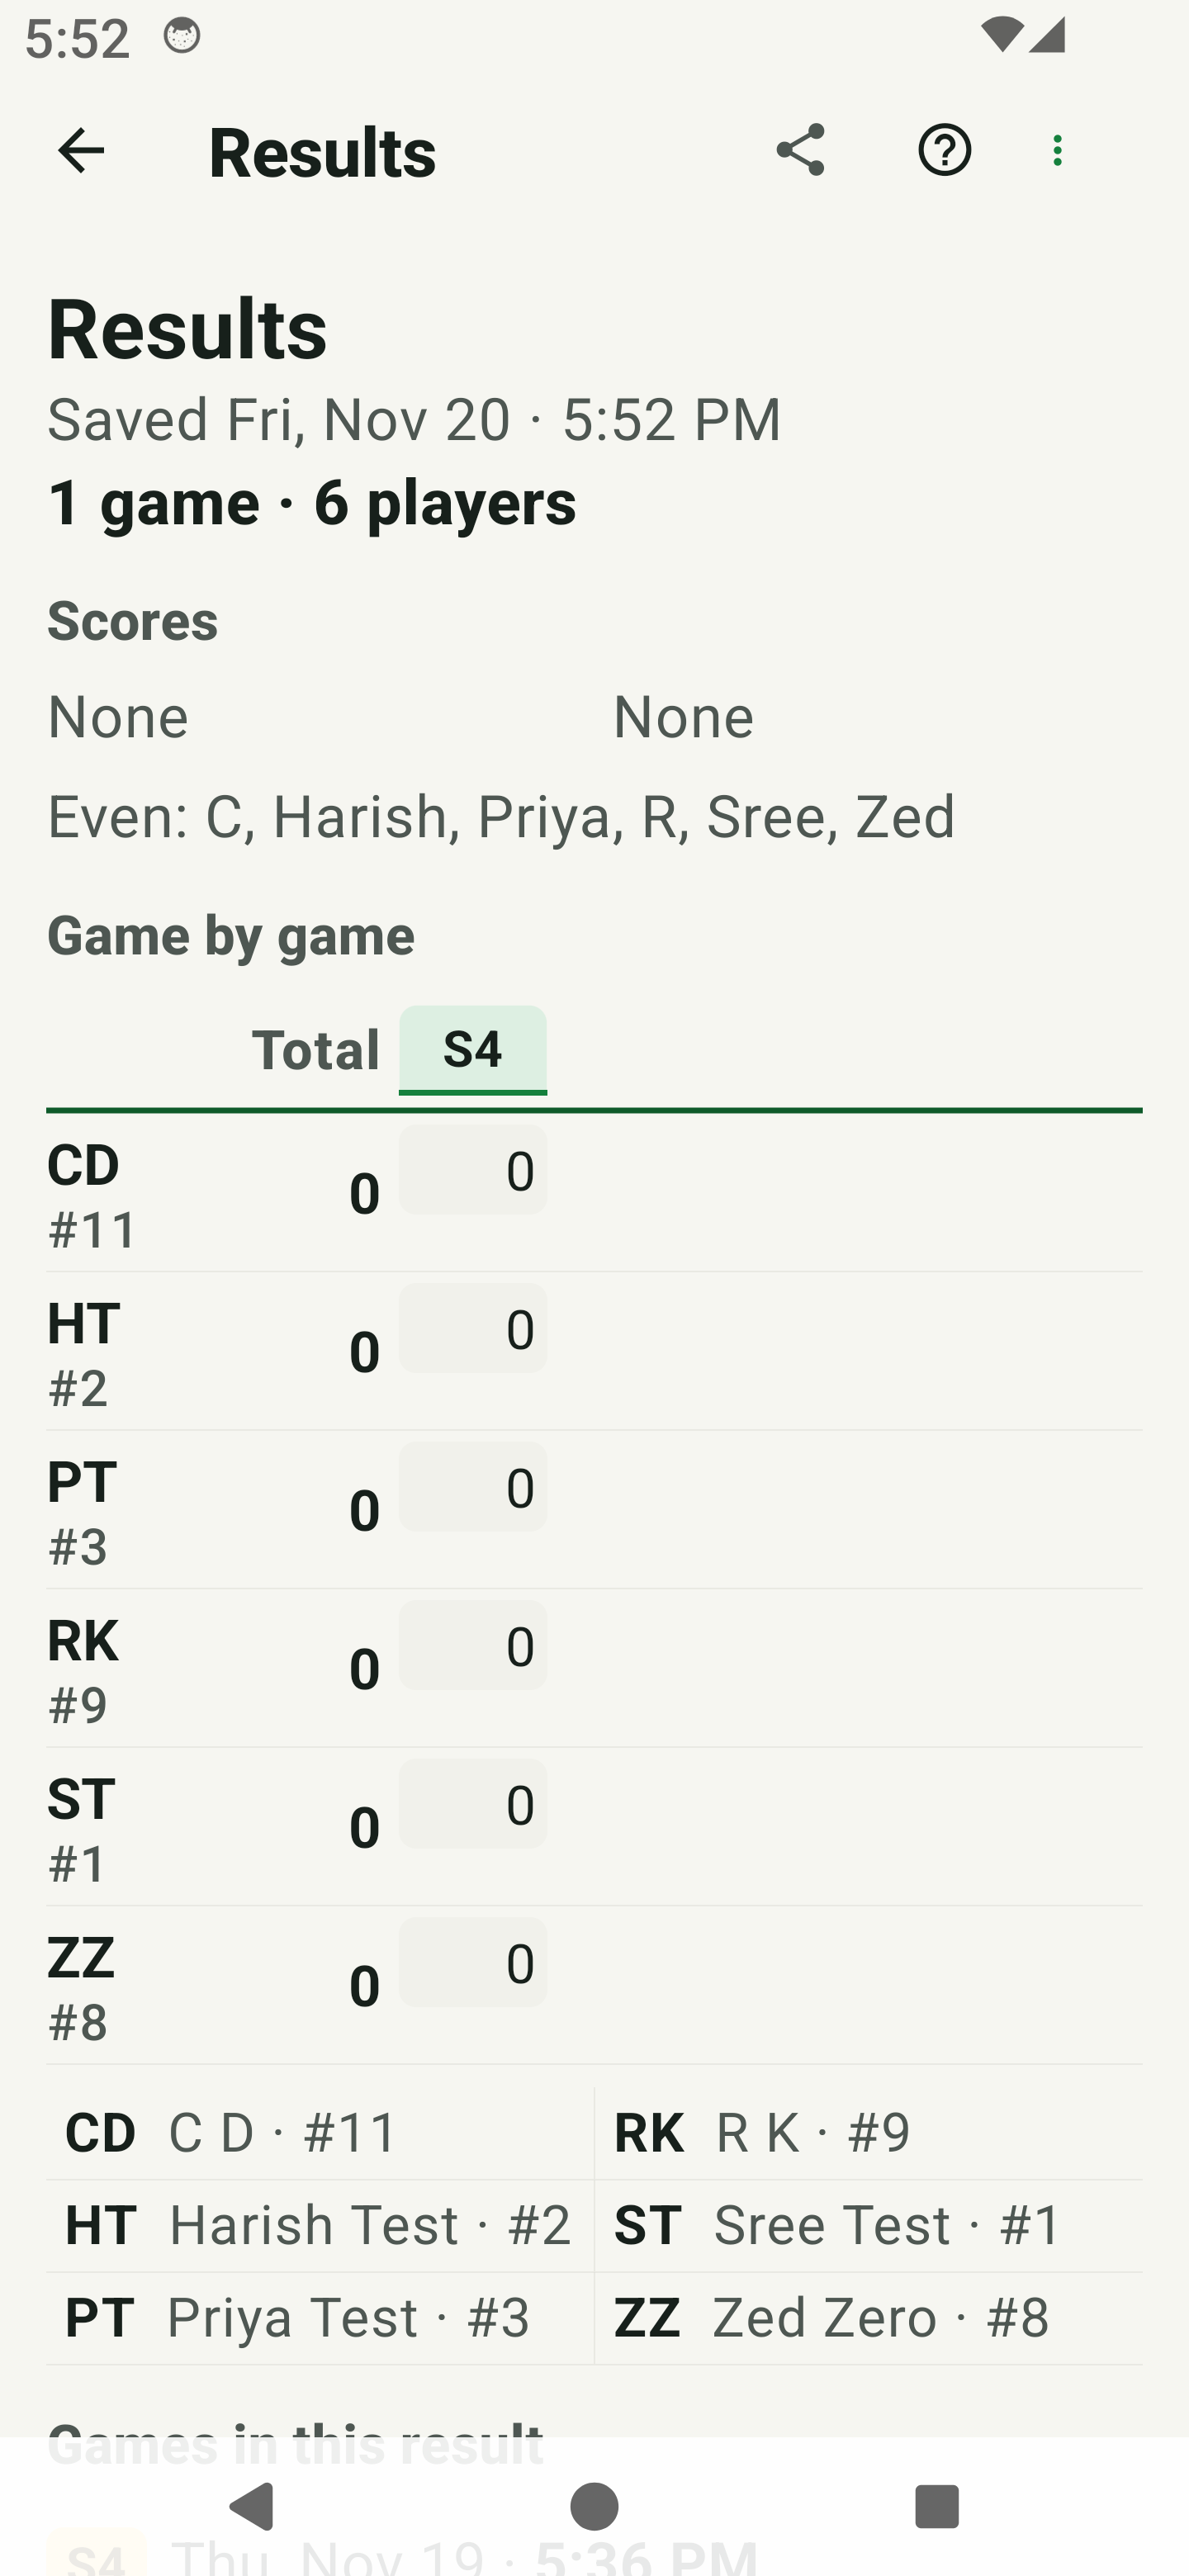 5:52
Results
Results
Saved Fri, Nov 20 · 5:52 PM
1 game · 6 players
Scores
None None
Even: C, Harish, Priya, R, Sree, Zed
Game by game
Total S4
CD 0 0
#11
HT 0 0
#2
PT 0 0
#3
RK 0 0
#9
ST 0 0
#1
ZZ 0 0
#8
CD C D · #11 RK R K · #9
HT Harish Test · #2 ST Sree Test · #1
PT Priya Test · #3 ZZ Zed Zero · #8
Games in this result
S4 Thu, Nov 19 · 5:36 PM